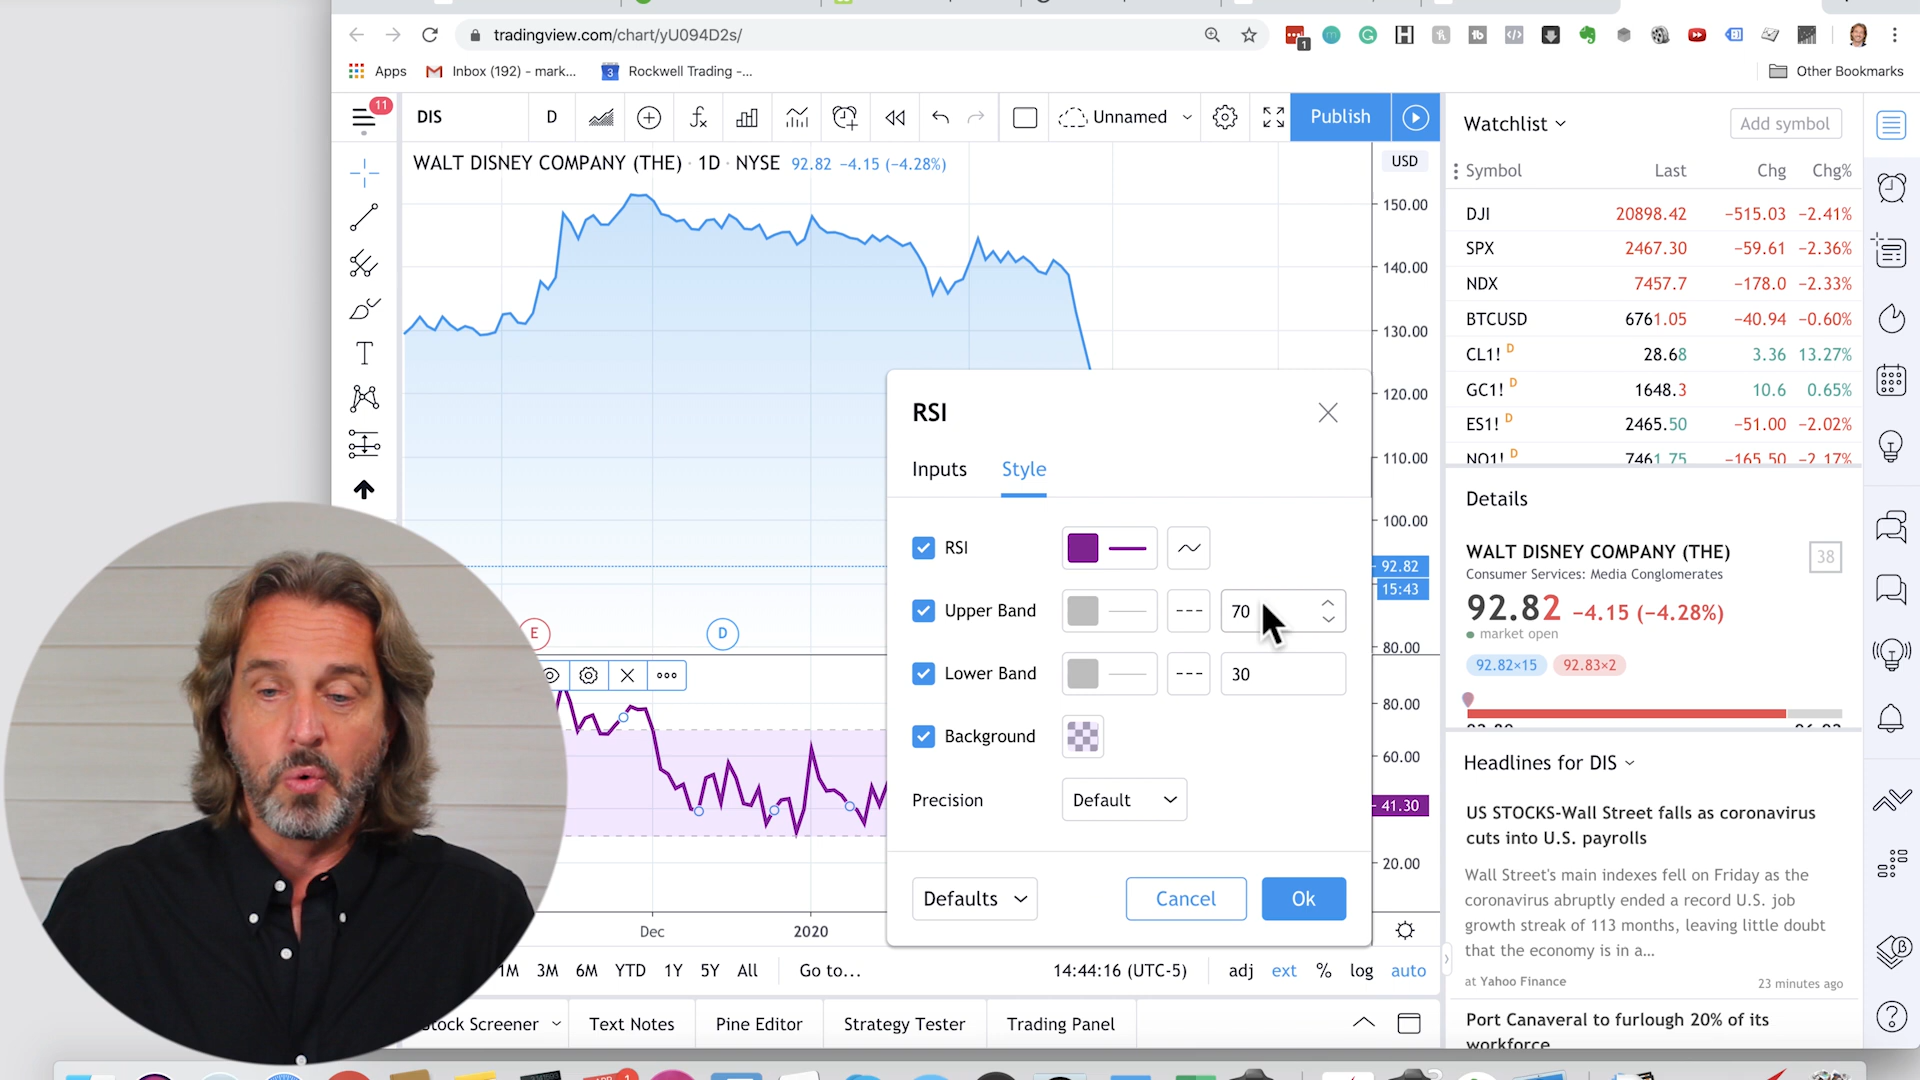 tradingview.com/chart/yU094D2s/
1
Apps
Inbox (192) - mark...
3
Rockwell Trading -...
Other Bookmarks
11
DIS
D
Unnamed
Publish
WALT DISNEY COMPANY (THE) · 1D · NYSE 92.82 −4.15 (−4.28%)
USD
150.00
140.00
130.00
120.00
110.00
100.00
92.82
15:43
80.00
80.00
60.00
41.30
20.00
E
D
Dec
2020
RSI
Inputs
Style
RSI
Upper Band
70
Lower Band
30
Background
Precision
Default
Defaults
Cancel
Ok
1M 3M 6M YTD 1Y 5Y All
Go to...
14:44:16 (UTC-5)
adj ext % log auto
Stock Screener
Text Notes
Pine Editor
Strategy Tester
Trading Panel
Watchlist
Add symbol
Symbol Last Chg Chg%
DJI 20898.42 −515.03 −2.41%
SPX 2467.30 −59.61 −2.36%
NDX 7457.7 −178.0 −2.33%
BTCUSD 6761.05 −40.94 −0.60%
CL1! D 28.68 3.36 13.27%
GC1! D 1648.3 10.6 0.65%
ES1! D 2465.50 −51.00 −2.02%
NQ1! D 7461.75 −165.50 −2.17%
Details
WALT DISNEY COMPANY (THE)
38
Consumer Services: Media Conglomerates
92.82 −4.15 (−4.28%)
market open
92.82×15
92.83×2
Headlines for DIS
US STOCKS-Wall Street falls as coronavirus
cuts into U.S. payrolls
Wall Street's main indexes fell on Friday as the
coronavirus abruptly ended a record U.S. job
growth streak of 113 months, leaving little doubt
that the economy is in a...
at Yahoo Finance
23 minutes ago
Port Canaveral to furlough 20% of its
workforce